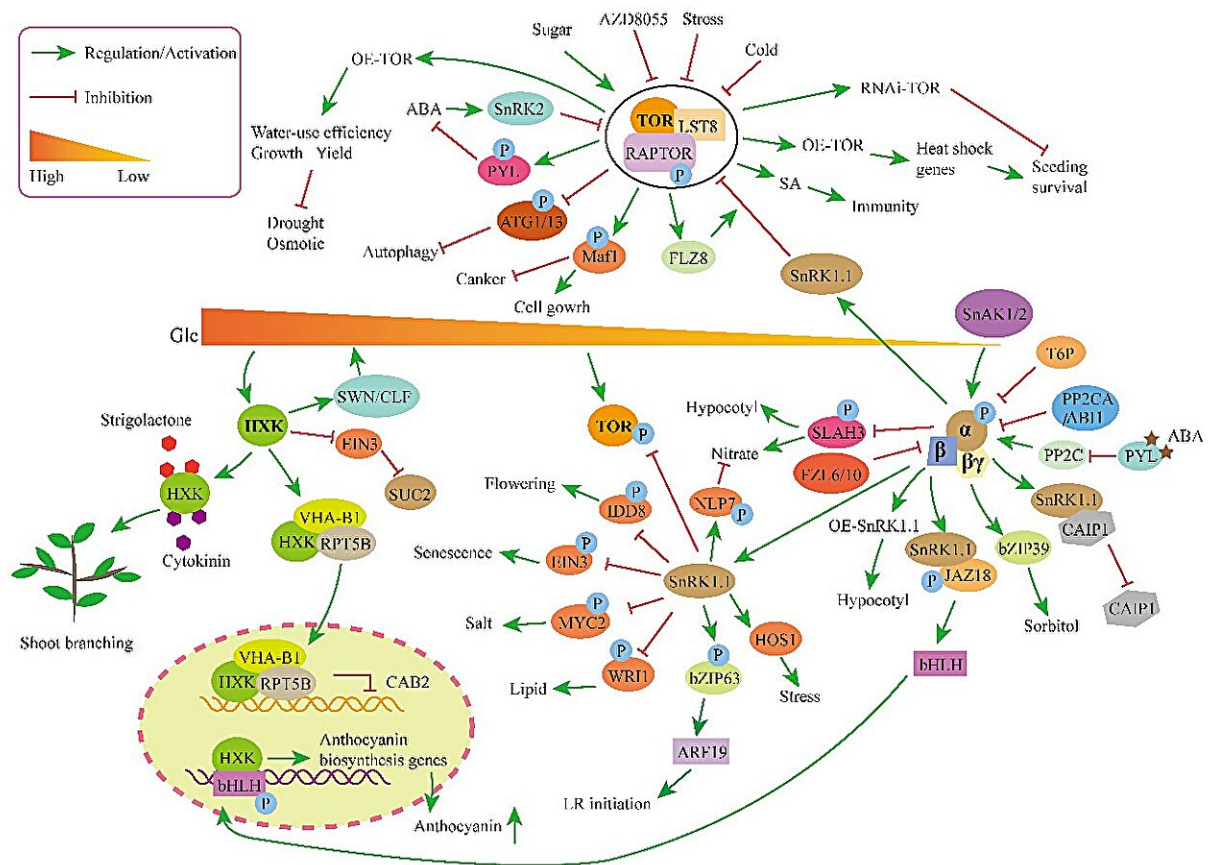 Regulation/Activation
Inhibition
High
Low
AZD8055
Stress
Sugar
Cold
OE-TOR
RNAi-TOR
ABA
SnRK2
TOR
LST8
RAPTOR
P
Water-use efficiency
Growth Yield
Drought
Osmotic
P
PYL
OE-TOR
Heat shock
genes
Seeding
survival
SA
Immunity
P
ATG1/13
Autophagy
P
Maf1
FLZ8
Canker
Cell gowrh
SnRK1.1
SnAK1/2
Glc
T6P
SWN/CLF
Strigolactone
HXK
EIN3
SUC2
HXK
Cytokinin
VHA-B1
HXK
RPT5B
Shoot branching
TOR
P
Hypocotyl
P
SLAH3
Nitrate
FZL6/10
α
P
β
βγ
PP2CA
/ABI1
ABA
PP2C
PYL
Flowering
P
IDD8
NLP7
P
SnRK1.1
CAIP1
CAIP1
Senescence
P
EIN3
SnRK1.1
OE-SnRK1.1
SnRK1.1
P
JAZ18
bZIP39
Hypocotyl
Sorbitol
Salt
P
MYC2
HOS1
Stress
P
WRI1
Lipid
P
bZIP63
bHLH
ARF19
LR initiation
VHA-B1
HXK
RPT5B
CAB2
HXK
bHLH
P
Anthocyanin
biosynthesis genes
Anthocyanin